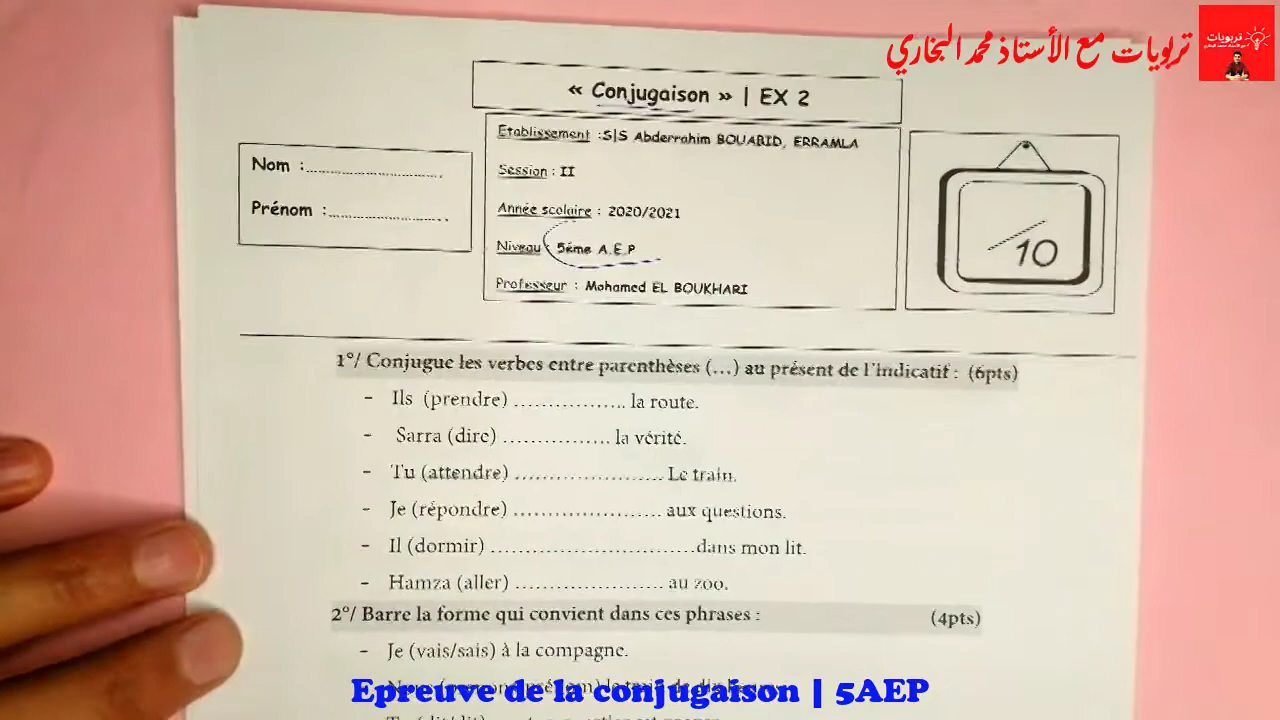 تربويات مع الأستاذ محمد البخاري
تربويات
« Conjugaison » | EX 2
Nom :..............................
Prénom :..............................
Etablissement :S|S Abderrahim BOUABID, ERRAMLA
Session : II
Année scolaire : 2020/2021
Niveau : 5éme A.E.P
Professeur : Mohamed EL BOUKHARI
/10
1°/ Conjugue les verbes entre parenthèses (…) au présent de l'indicatif : (6pts)
- Ils (prendre) ................. la route.
- Sarra (dire) ................ la vérité.
- Tu (attendre) ...................... Le train.
- Je (répondre) ...................... aux questions.
- Il (dormir) ..............................dans mon lit.
- Hamza (aller) ...................... au zoo.
2°/ Barre la forme qui convient dans ces phrases : (4pts)
- Je (vais/sais) à la compagne.
Epreuve de la conjugaison | 5AEP